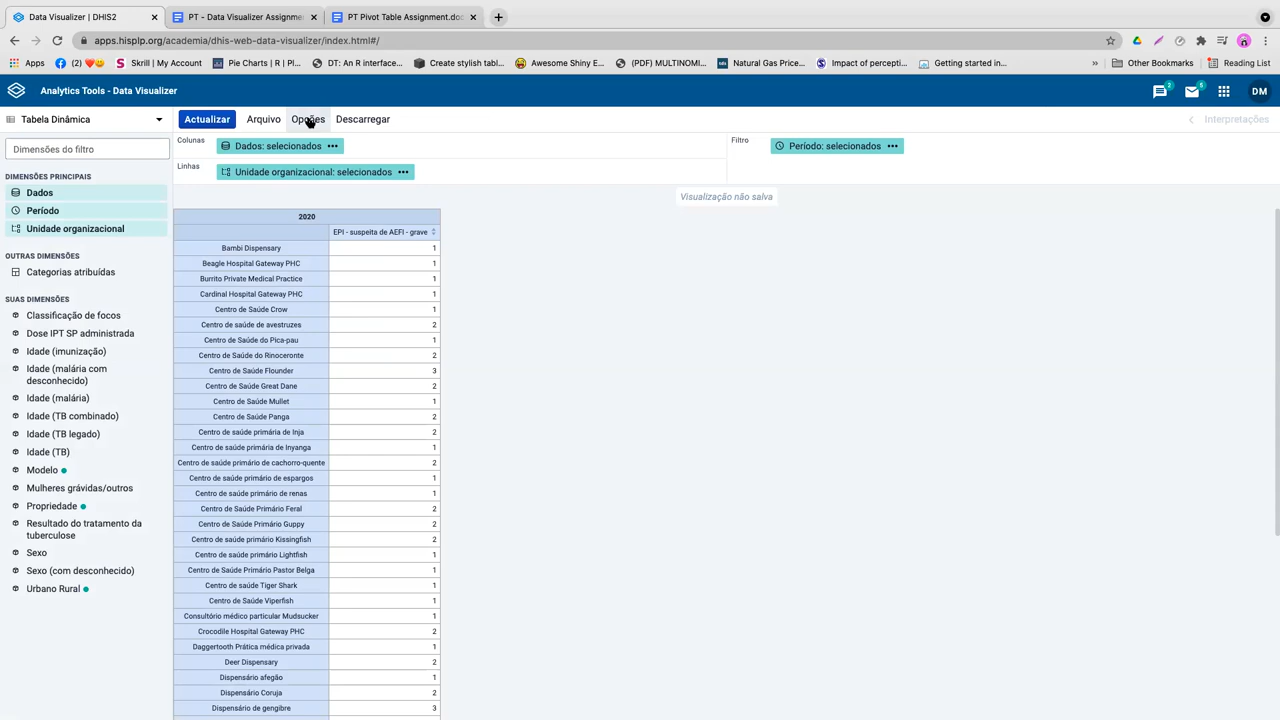 Data Visualizer | DHIS2
PT - Data Visualizer Assignme
PT Pivot Table Assignment.doc
apps.hisplp.org/academia/dhis-web-data-visualizer/index.html#/
Apps
(2)
Skrill | My Account
Pie Charts | R | Pl...
DT: An R interface...
Create stylish tabl...
Awesome Shiny E...
(PDF) MULTINOMI...
Natural Gas Price...
Impact of percepti...
Getting started in...
»
Other Bookmarks
Reading List
Analytics Tools - Data Visualizer
2
6
DM
Tabela Dinâmica
Actualizar
Arquivo
Opções
Descarregar
Interpretações
Dimensões do filtro
Colunas
Dados: selecionados
Filtro
Período: selecionados
Linhas
Unidade organizacional: selecionados
DIMENSÕES PRINCIPAIS
Dados
Período
Unidade organizacional
OUTRAS DIMENSÕES
Categorias atribuídas
SUAS DIMENSÕES
Classificação de focos
Dose IPT SP administrada
Idade (imunização)
Idade (malária com
desconhecido)
Idade (malária)
Idade (TB combinado)
Idade (TB legado)
Idade (TB)
Modelo
Mulheres grávidas/outros
Propriedade
Resultado do tratamento da
tuberculose
Sexo
Sexo (com desconhecido)
Urbano Rural
Visualização não salva
2020
EPI - suspeita de AEFI - grave
Bambi Dispensary 1
Beagle Hospital Gateway PHC 1
Burrito Private Medical Practice 1
Cardinal Hospital Gateway PHC 1
Centro de Saúde Crow 1
Centro de saúde de avestruzes 2
Centro de Saúde do Pica-pau 1
Centro de Saúde do Rinoceronte 2
Centro de Saúde Flounder 3
Centro de Saúde Great Dane 2
Centro de Saúde Mullet 1
Centro de Saúde Panga 2
Centro de saúde primária de Inja 2
Centro de saúde primária de Inyanga 1
Centro de saúde primário de cachorro-quente 2
Centro de saúde primário de espargos 1
Centro de saúde primário de renas 1
Centro de Saúde Primário Feral 2
Centro de Saúde Primário Guppy 2
Centro de saúde primário Kissingfish 2
Centro de saúde primário Lightfish 1
Centro de Saúde Primário Pastor Belga 1
Centro de saúde Tiger Shark 1
Centro de Saúde Viperfish 1
Consultório médico particular Mudsucker 1
Crocodile Hospital Gateway PHC 2
Daggertooth Prática médica privada 1
Deer Dispensary 2
Dispensário afegão 1
Dispensário Coruja 2
Dispensário de gengibre 3